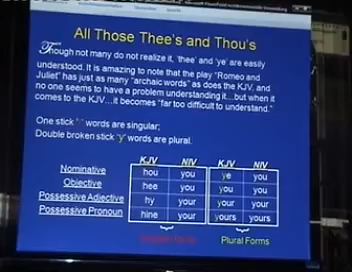 All Those Thee's and Thou's
Though not many do not realize it, 'thee' and 'ye' are easily
understood. It is amazing to note that the play "Romeo and
Juliet" has just as many "archaic words" as does the KJV, and
no one seems to have a problem understanding it...but when it
comes to the KJV...it becomes "far too difficult to understand."
One stick words are singular;
Double broken stick 'y' words are plural.
KJV NIV KJV NIV
Nominative hou you ye you
Objective hee you you you
Possessive Adjective hy your your your
Possessive Pronoun hine your yours yours
Plural Forms